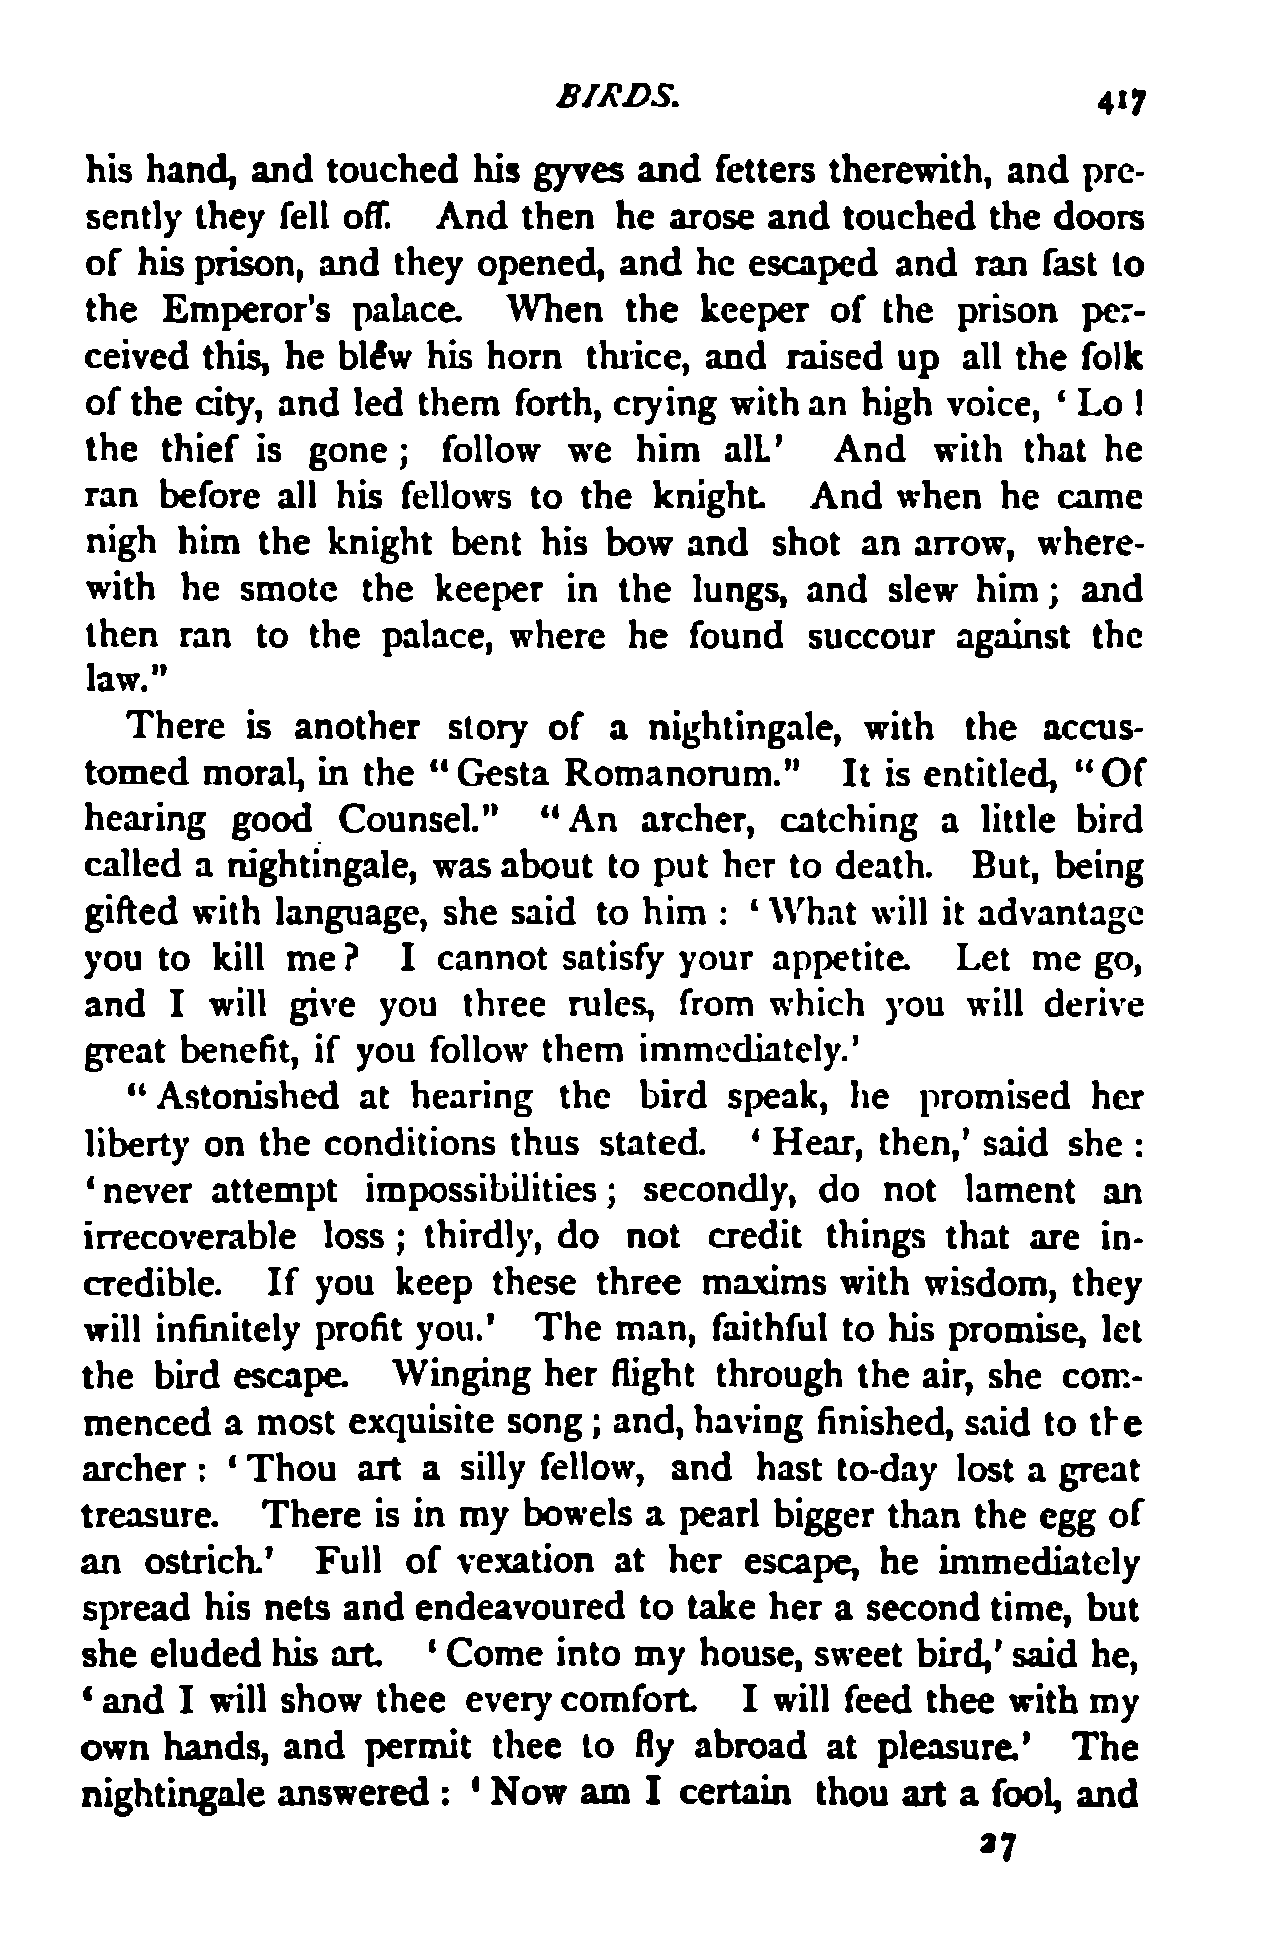 BIRDS. 417
his hand, and touched his gyves and fetters therewith, and pre-
sently they fell off. And then he arose and touched the doors
of his prison, and they opened, and he escaped and ran fast to
the Emperor's palace. When the keeper of the prison per-
ceived this, he blew his horn thrice, and raised up all the folk
of the city, and led them forth, crying with an high voice, ‘ Lo !
the thief is gone ; follow we him all.’ And with that he
ran before all his fellows to the knight. And when he came
nigh him the knight bent his bow and shot an arrow, where-
with he smote the keeper in the lungs, and slew him ; and
then ran to the palace, where he found succour against the
law.”
There is another story of a nightingale, with the accus-
tomed moral, in the “ Gesta Romanorum.” It is entitled, “ Of
hearing good Counsel.” “ An archer, catching a little bird
called a nightingale, was about to put her to death. But, being
gifted with language, she said to him : ‘ What will it advantage
you to kill me ? I cannot satisfy your appetite. Let me go,
and I will give you three rules, from which you will derive
great benefit, if you follow them immediately.’
“ Astonished at hearing the bird speak, he promised her
liberty on the conditions thus stated. ‘ Hear, then,’ said she :
‘ never attempt impossibilities ; secondly, do not lament an
irrecoverable loss ; thirdly, do not credit things that are in-
credible. If you keep these three maxims with wisdom, they
will infinitely profit you.’ The man, faithful to his promise, let
the bird escape. Winging her flight through the air, she com-
menced a most exquisite song ; and, having finished, said to the
archer : ‘ Thou art a silly fellow, and hast to-day lost a great
treasure. There is in my bowels a pearl bigger than the egg of
an ostrich.’ Full of vexation at her escape, he immediately
spread his nets and endeavoured to take her a second time, but
she eluded his art. ‘ Come into my house, sweet bird,’ said he,
‘ and I will show thee every comfort. I will feed thee with my
own hands, and permit thee to fly abroad at pleasure.’ The
nightingale answered : ‘ Now am I certain thou art a fool, and
27